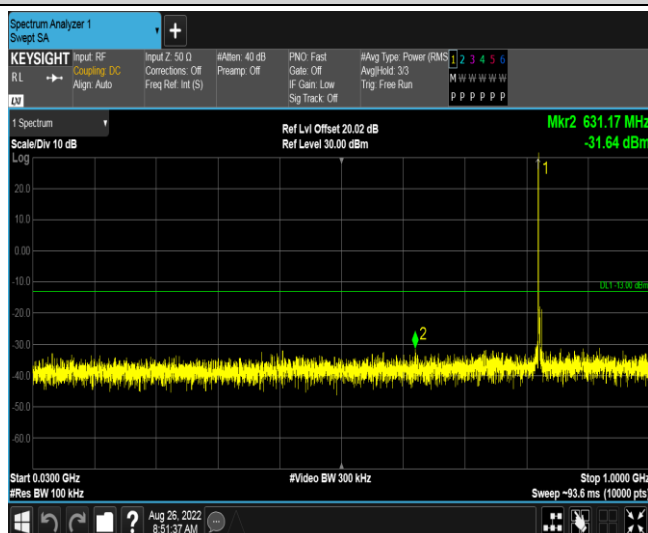 Spectrum Analyzer 1
Swept SA
+
KEYSIGHT
RL
LXI
Input: RF
Coupling: DC
Align: Auto
Input Z: 50 Ω
Corrections: Off
Freq Ref: Int (S)
#Atten: 40 dB
Preamp: Off
PNO: Fast
Gate: Off
IF Gain: Low
Sig Track: Off
#Avg Type: Power (RMS
Avg|Hold: 3/3
Trig: Free Run
1 2 3 4 5 6
M W W W W W
P P P P P P
1 Spectrum
Scale/Div 10 dB
Ref Lvl Offset 20.02 dB
Ref Level 30.00 dBm
Mkr2 631.17 MHz
-31.64 dBm
Log
1
20.0
10.0
0.00
-10.0
DL1 -13.00 dBm
-20.0
-30.0
2
-40.0
-50.0
-60.0
Start 0.0300 GHz
#Video BW 300 kHz
Stop 1.0000 GHz
#Res BW 100 kHz
Sweep ~93.6 ms (10000 pts)
?
Aug 26, 2022
8:51:37 AM